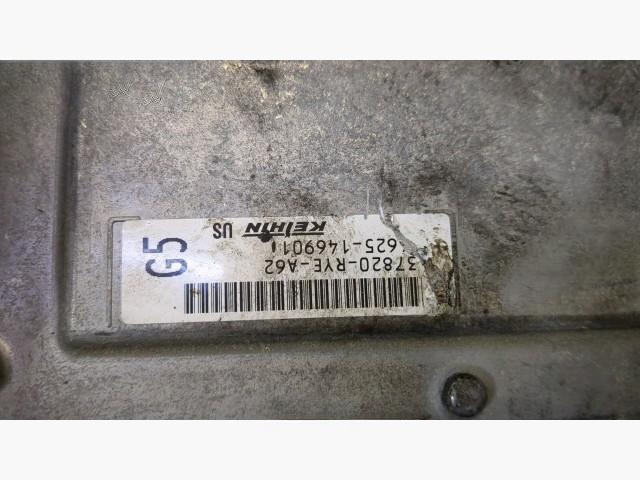 37820-RYE-A62
625-146901
KEIHIN US
G5